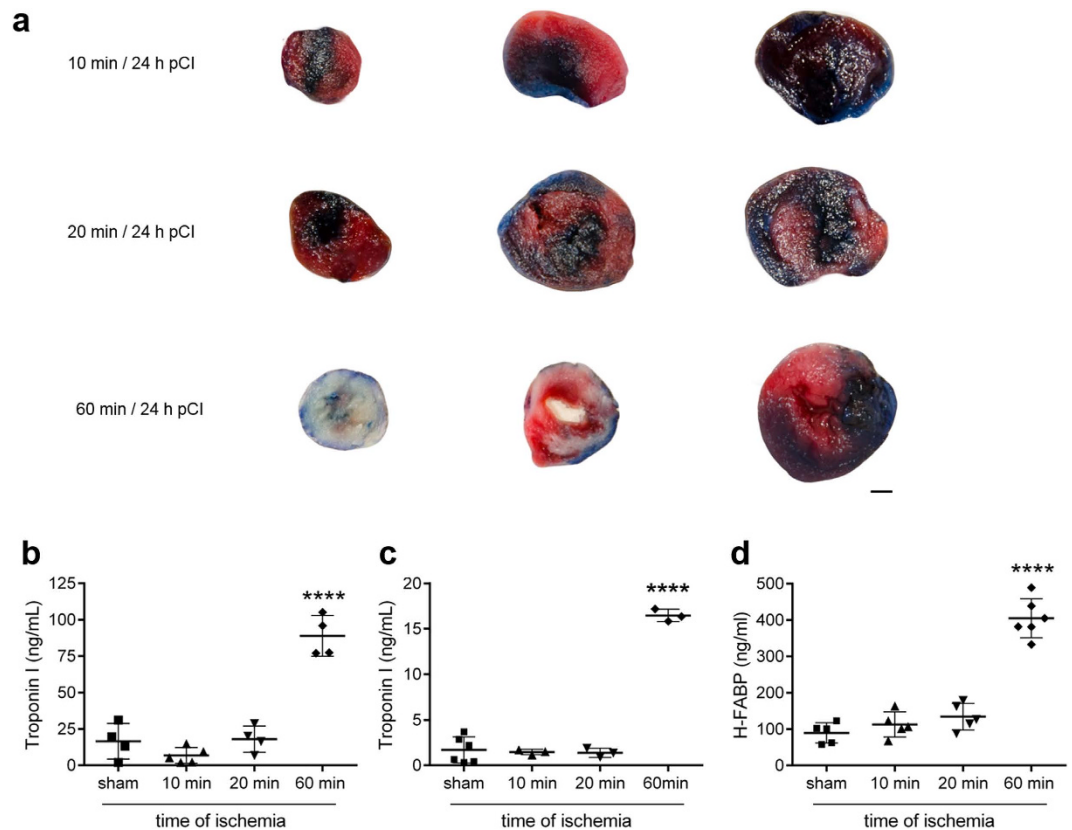 a
10 min / 24 h pCI
20 min / 24 h pCI
60 min / 24 h pCI
b
Troponin I (ng/mL)
125
100
75
50
25
0
****
sham 10 min 20 min 60 min
time of ischemia
c
Troponin I (ng/mL)
20
15
10
5
0
****
sham 10 min 20 min 60min
time of ischemia
d
H-FABP (ng/ml)
500
400
300
200
100
0
****
sham 10 min 20 min 60 min
time of ischemia